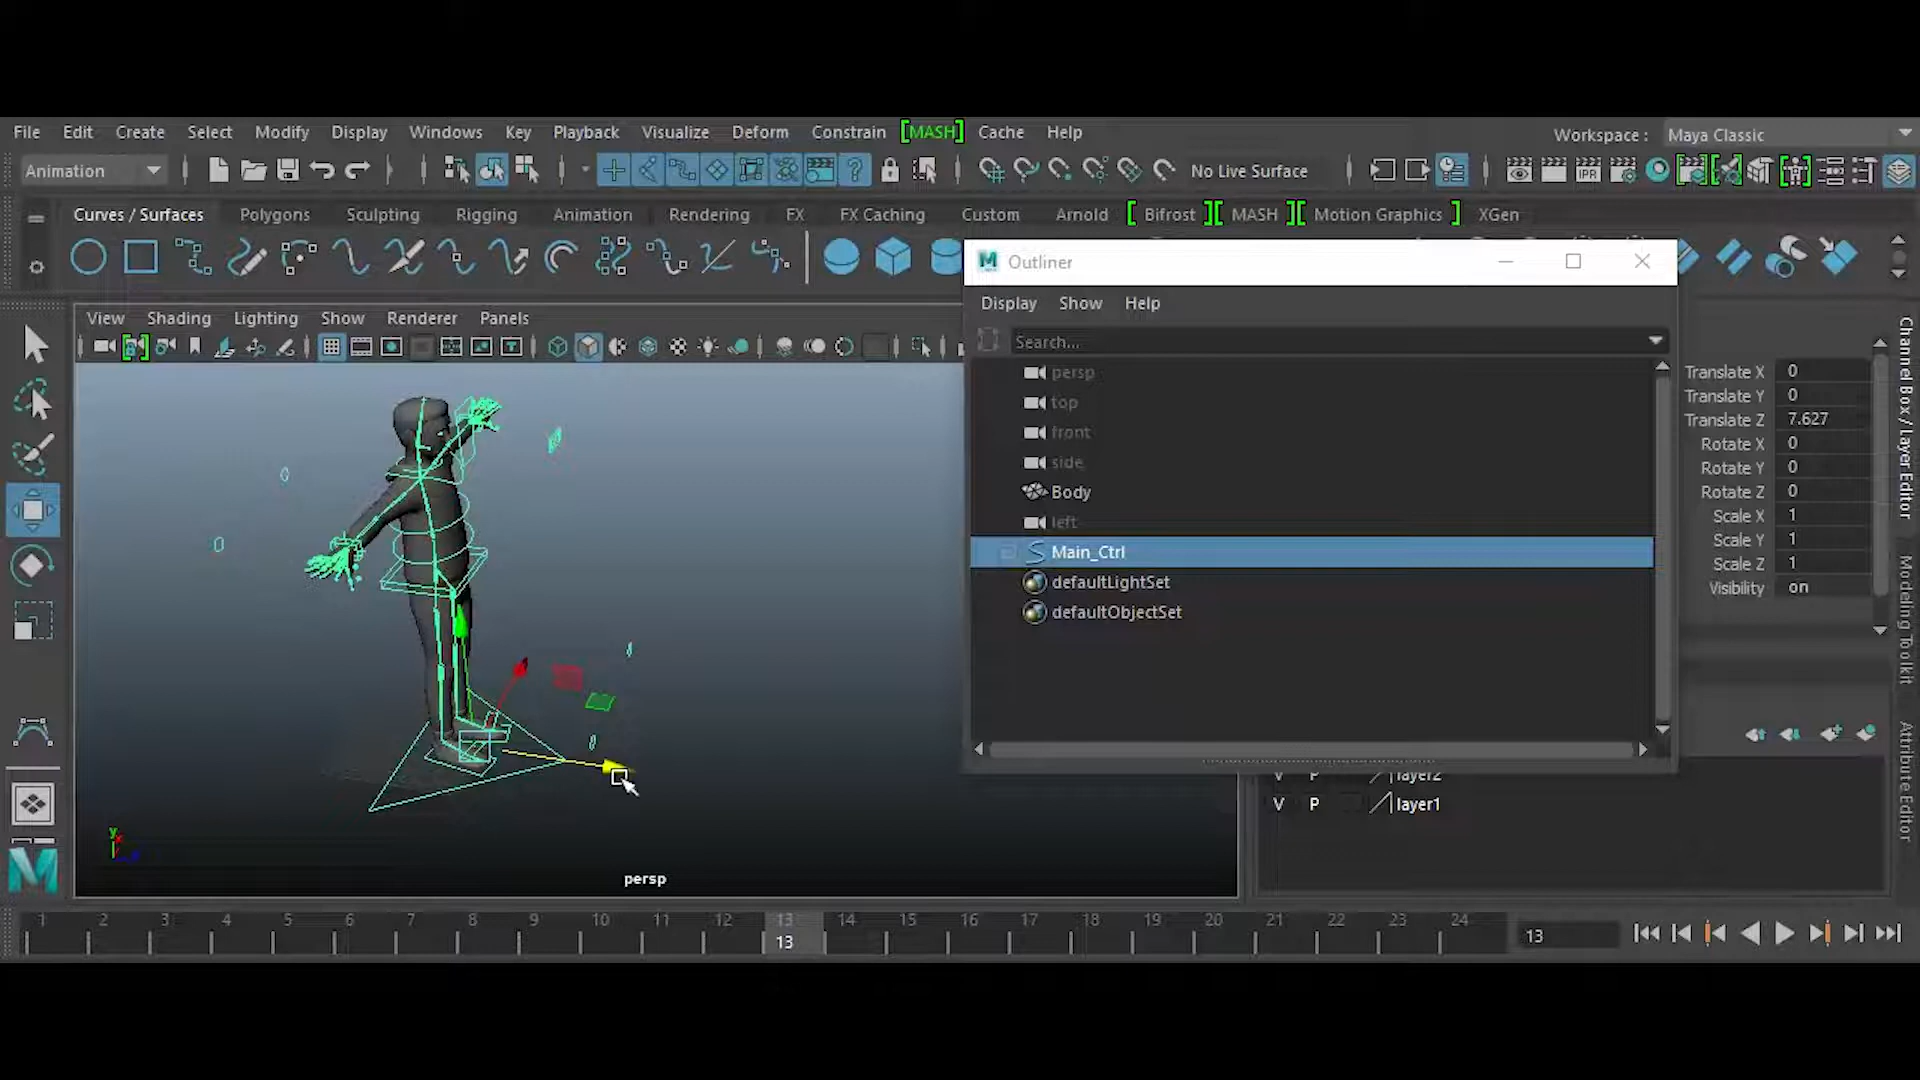 File Edit Create Select Modify Display Windows Key Playback Visualize Deform Constrain [MASH] Cache Help
Workspace : Maya Classic
Animation
No Live Surface
IPR
Curves / Surfaces Polygons Sculpting Rigging Animation Rendering FX FX Caching Custom Arnold [ Bifrost ][ MASH ][ Motion Graphics ] XGen
M Outliner
Display Show Help
Search...
persp
top
front
side
Body
left
Main_Ctrl
defaultLightSet
defaultObjectSet
View Shading Lighting Show Renderer Panels
Translate X 0
Translate Y 0
Translate Z 7.627
Rotate X 0
Rotate Y 0
Rotate Z 0
Scale X 1
Scale Y 1
Scale Z 1
Visibility on
Channel Box / Layer Editor
Modeling Toolkit
Attribute Editor
V P layer2
V P layer1
y
persp
M
1 2 3 4 5 6 7 8 9 10 11 12 13 14 15 16 17 18 19 20 21 22 23 24
13
13